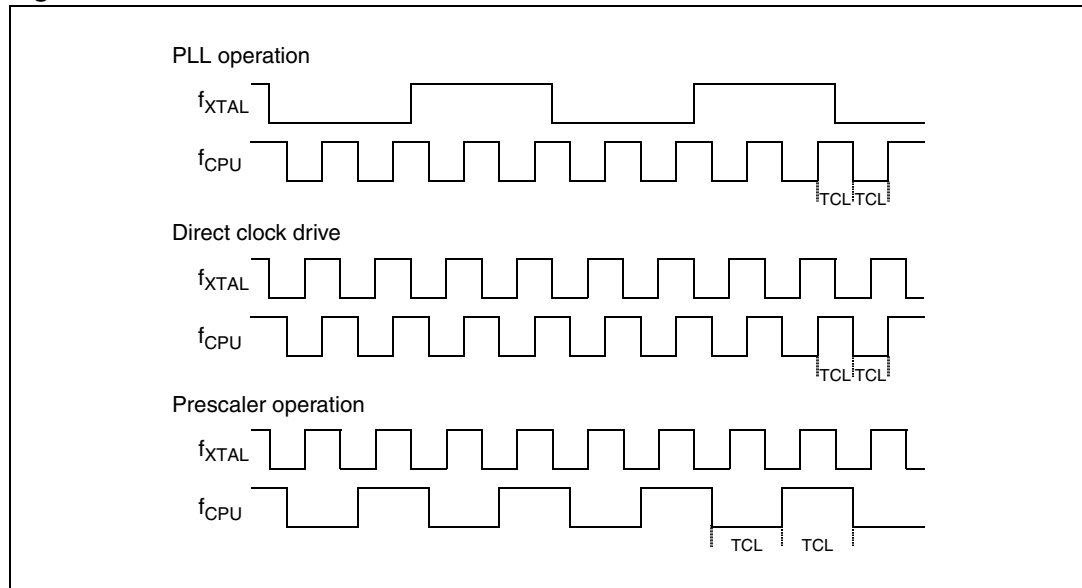 PLL operation
fXTAL
fCPU
TCL TCL
Direct clock drive
fXTAL
fCPU
TCL TCL
Prescaler operation
fXTAL
fCPU
TCL TCL